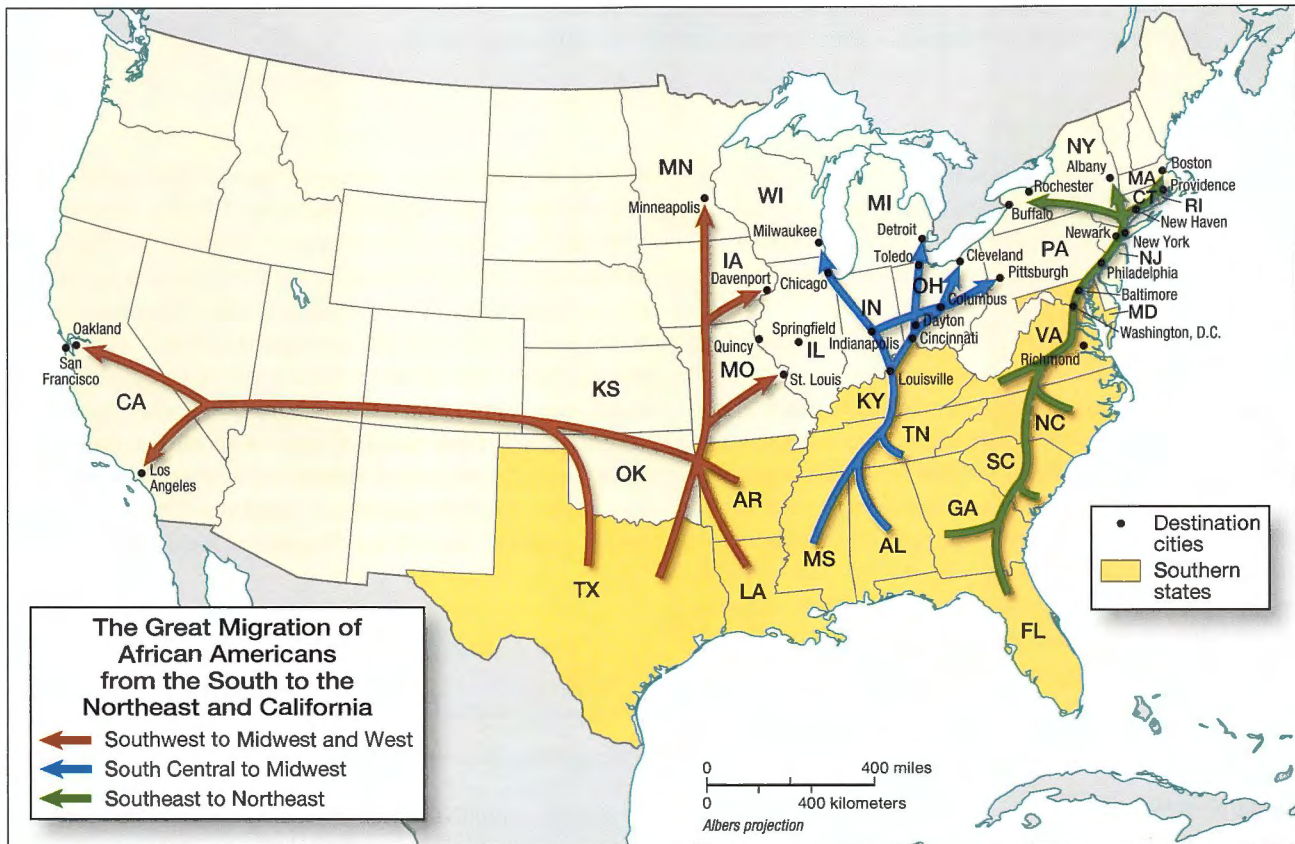 MN
Minneapolis
WI
Milwaukee
MI
Detroit
Toledo
IA
Davenport
Chicago
IN
OH
Cleveland
Pittsburgh
Columbus
Dayton
Cincinnati
Indianapolis
Springfield
Quincy
IL
MO
St. Louis
Louisville
NY
Albany
Rochester
Buffalo
Boston
MA
Providence
CT
RI
New Haven
Newark
New York
NJ
PA
Philadelphia
Baltimore
MD
Washington, D.C.
VA
Richmond
Oakland
San
Francisco
CA
Los
Angeles
KS
OK
KY
TN
NC
SC
AR
GA
MS
AL
TX
LA
FL
Destination
cities
Southern
states
The Great Migration of
African Americans
from the South to the
Northeast and California
Southwest to Midwest and West
South Central to Midwest
Southeast to Northeast
0 400 miles
0 400 kilometers
Albers projection